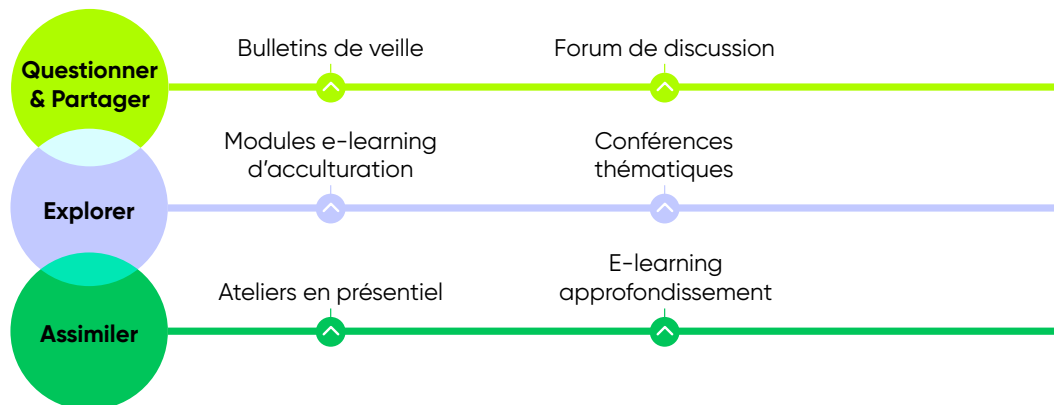 Questionner
& Partager
Bulletins de veille
Forum de discussion
Explorer
Modules e-learning
d’acculturation
Conférences
thématiques
Assimiler
Ateliers en présentiel
E-learning
approfondissement